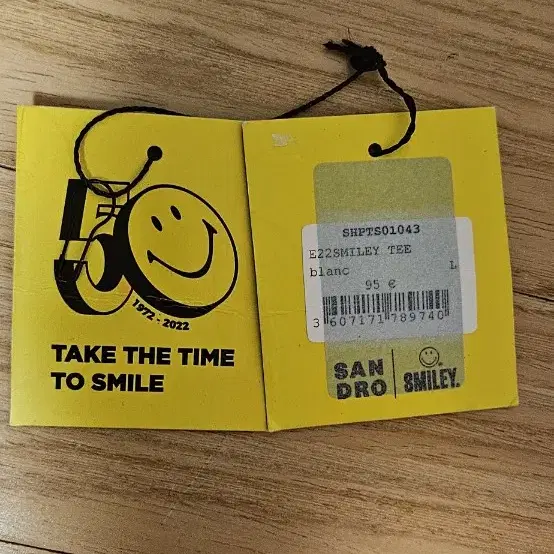 50
1972 - 2022
TAKE THE TIME
TO SMILE
SHPTS01043
E22SMILEY TEE
blanc L
95 €
3 607171 789740
SAN
DRO
SMILEY.